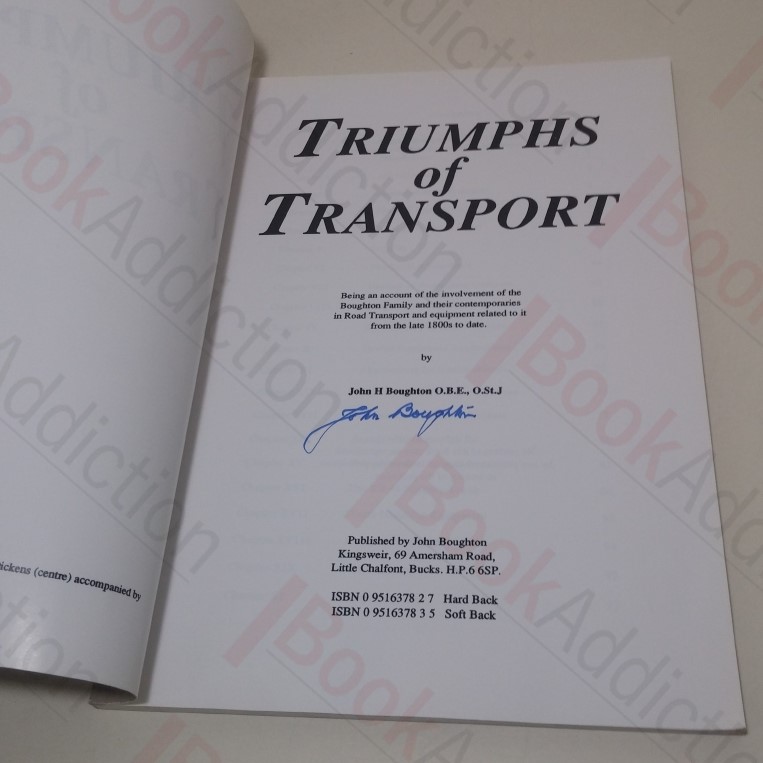 TRIUMPHS
of
TRANSPORT
Being an account of the involvement of the
Boughton Family and their contemporaries
in Road Transport and equipment related to it
from the late 1800s to date.
by
John H Boughton O.B.E., O.St.J
John Boughton
Published by John Boughton
Kingsweir, 69 Amersham Road,
Little Chalfont, Bucks. H.P.6 6SP.
ISBN 0 9516378 2 7 Hard Back
ISBN 0 9516378 3 5 Soft Back
ickens (centre) accompanied by
BookAddiction